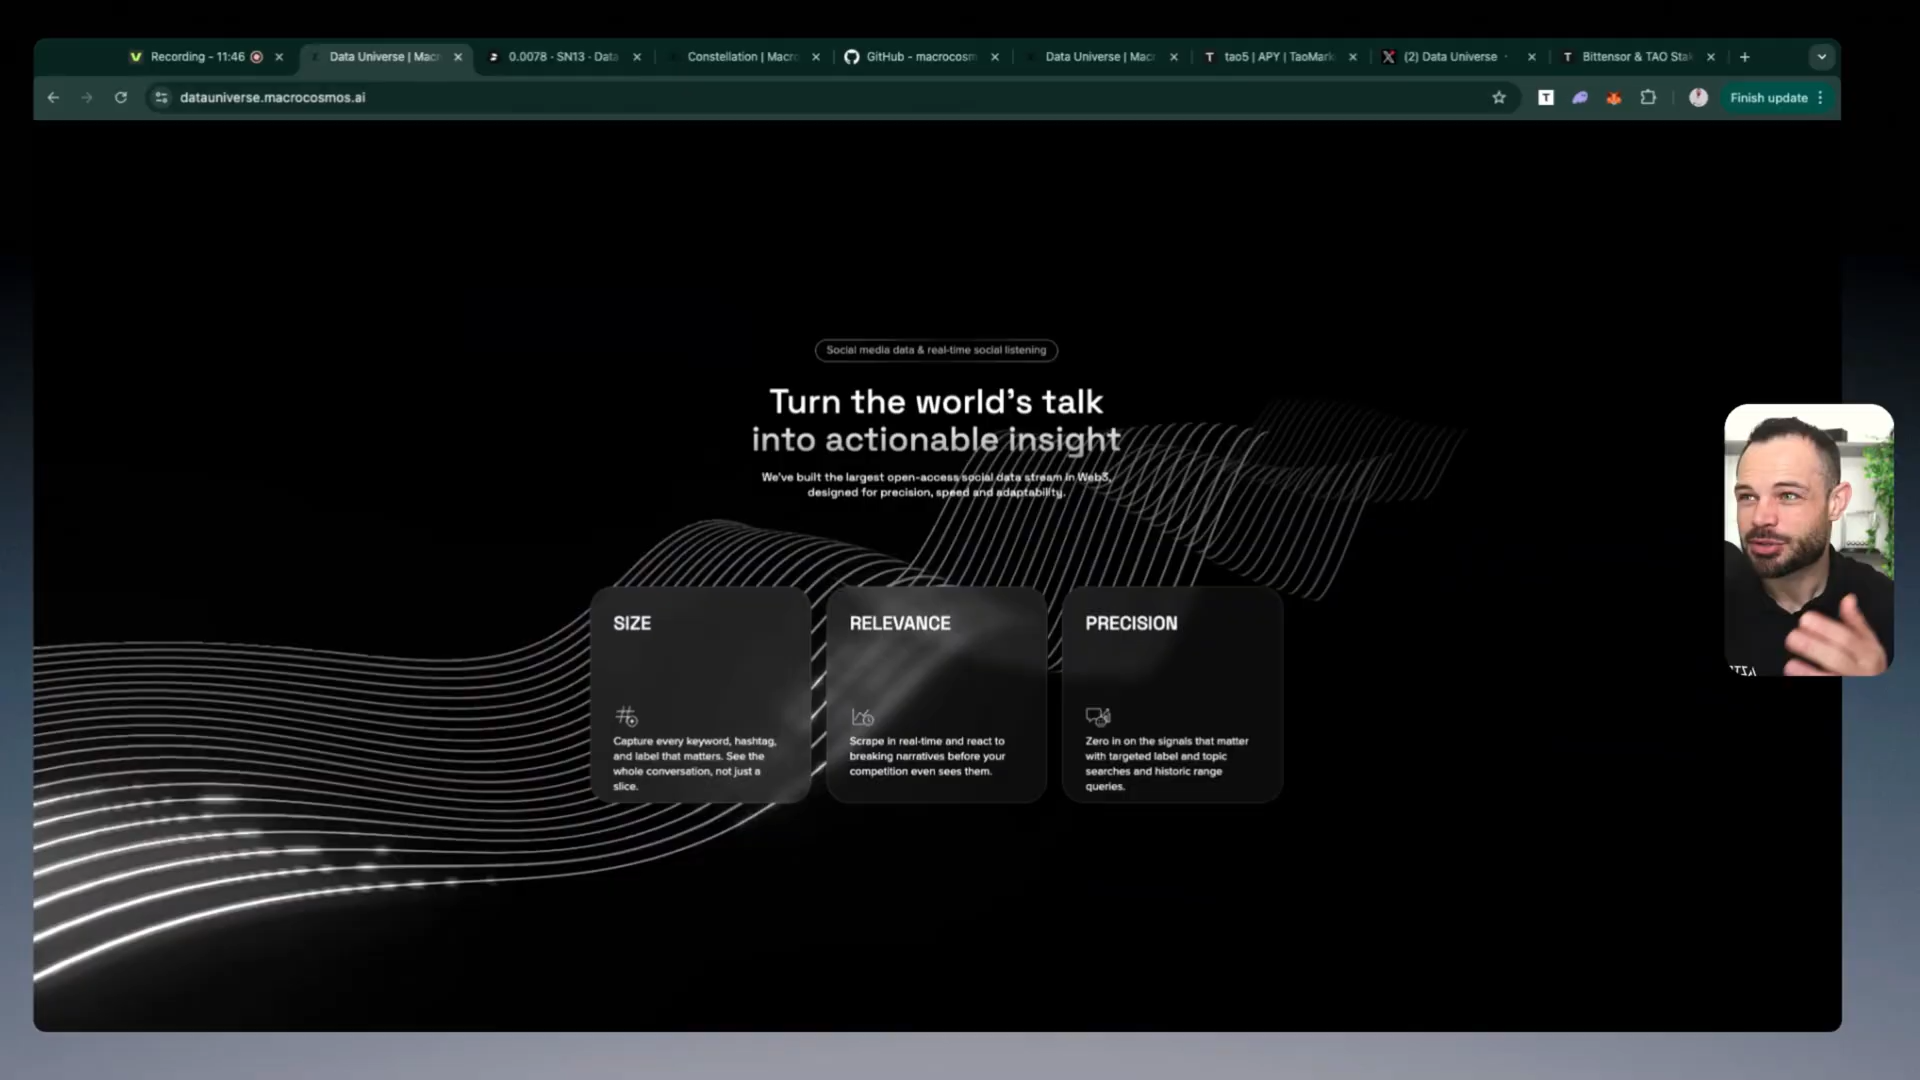 Recording - 11:46
Data Universe | Macr
0.0078 · SN13 · Data
Constellation | Macro
GitHub - macrocosm
Data Universe | Macr
tao5 | APY | TaoMark
(2) Data Universe ·
Bittensor & TAO Stak
datauniverse.macrocosmos.ai
T
Finish update
Social media data & real-time social listening
Turn the world's talk
into actionable insight
We've built the largest open-access social data stream in Web3,
designed for precision, speed and adaptability.
SIZE
Capture every keyword, hashtag,
and label that matters. See the
whole conversation, not just a
slice.
RELEVANCE
Scrape in real-time and react to
breaking narratives before your
competition even sees them.
PRECISION
Zero in on the signals that matter
with targeted label and topic
searches and historic range
queries.